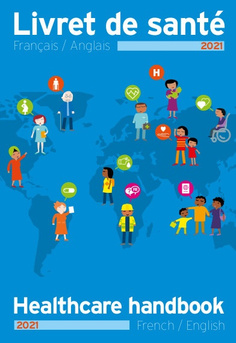 Livret de santé
Français / Anglais 2021
H
Healthcare handbook
2021 French / English